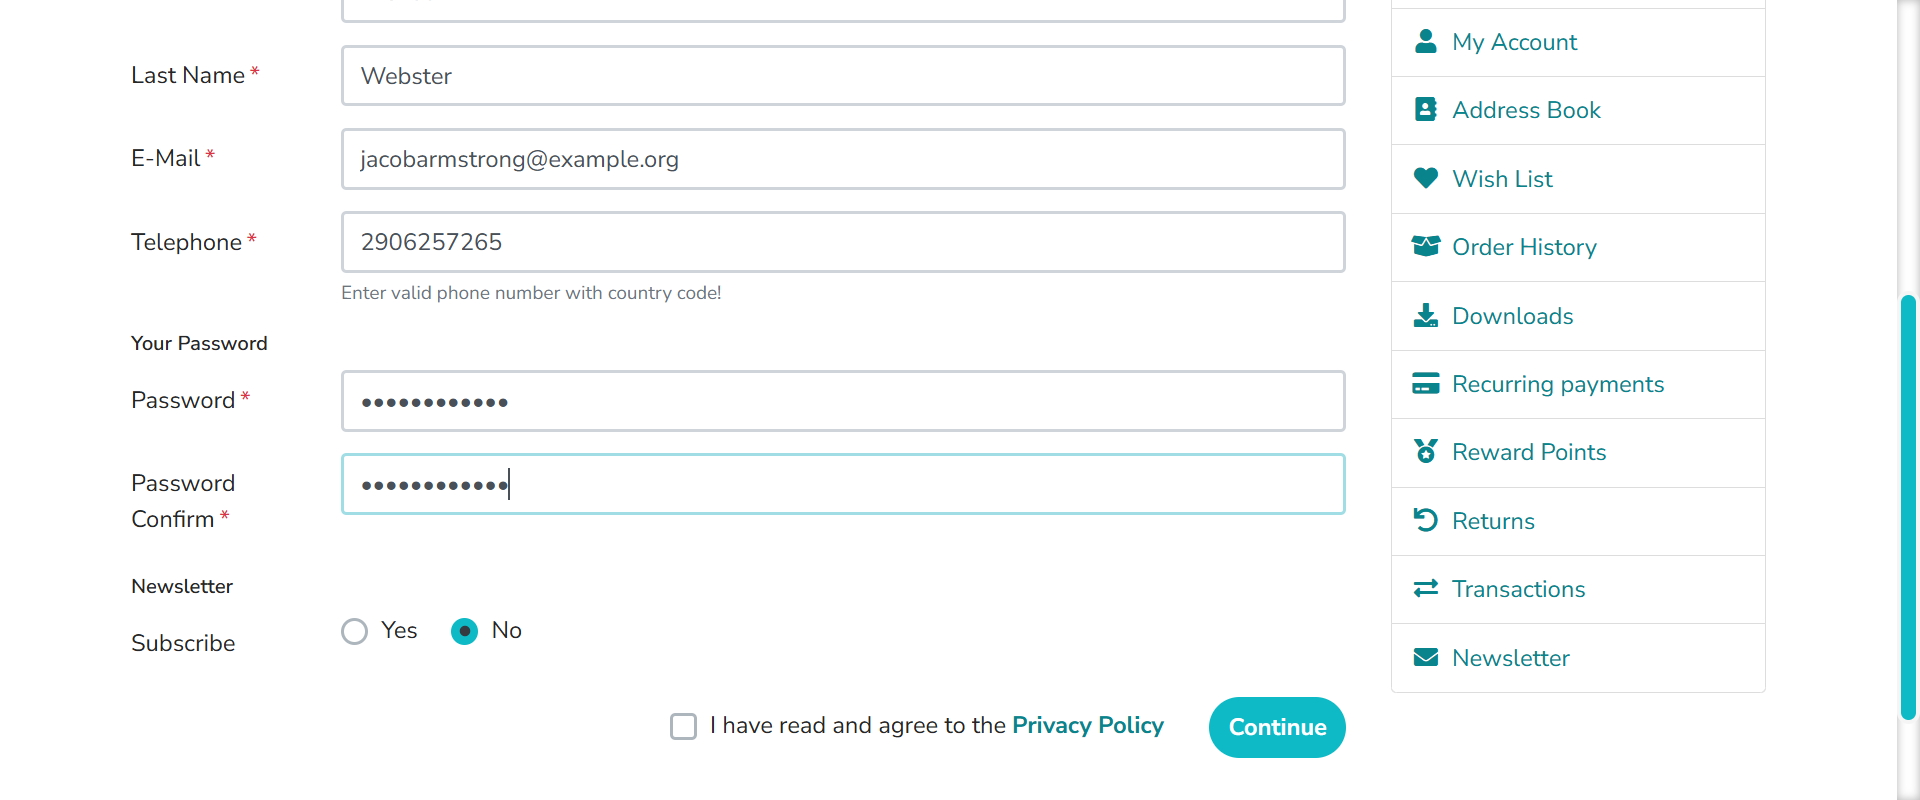 Last Name *
Webster
E-Mail *
jacobarmstrong@example.org
Telephone *
2906257265
Enter valid phone number with country code!
Your Password
Password *
••••••••••••
Password
Confirm *
••••••••••••
Newsletter
Subscribe
Yes
No
I have read and agree to the Privacy Policy
Continue
My Account
Address Book
Wish List
Order History
Downloads
Recurring payments
Reward Points
Returns
Transactions
Newsletter